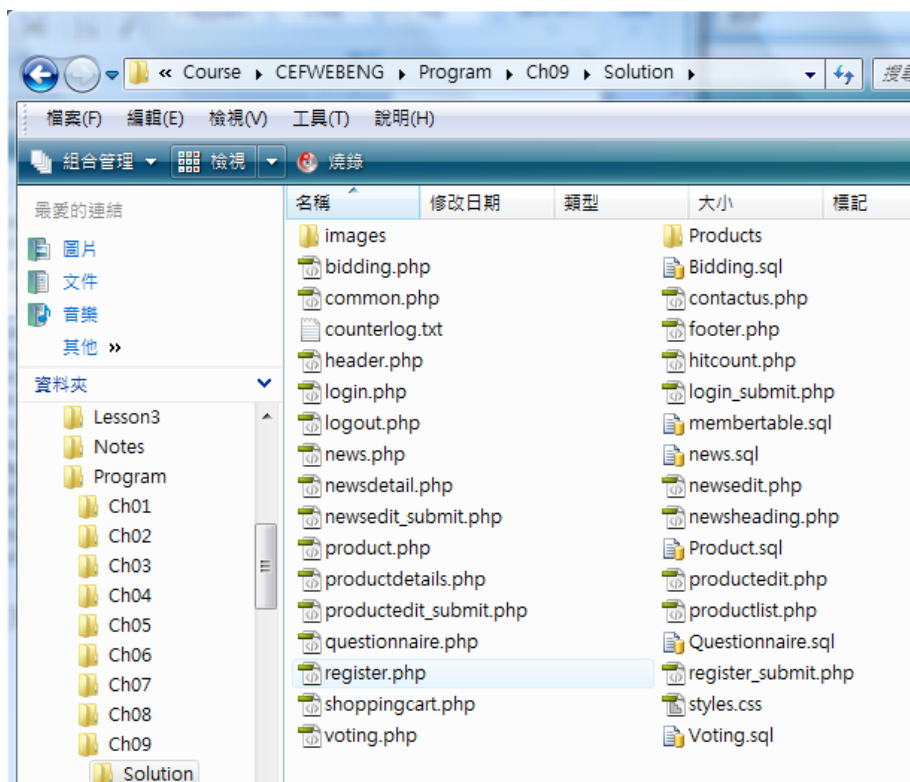 « Course ▸ CEFWEBENG ▸ Program ▸ Ch09 ▸ Solution ▸
檔案(F) 編輯(E) 檢視(V) 工具(T) 說明(H)
組合管理 檢視 燒錄
最愛的連結
圖片
文件
音樂
其他 »
資料夾
Lesson3
Notes
Program
Ch01
Ch02
Ch03
Ch04
Ch05
Ch06
Ch07
Ch08
Ch09
Solution
名稱 修改日期 類型 大小 標記
images Products
bidding.php Bidding.sql
common.php contactus.php
counterlog.txt footer.php
header.php hitcount.php
login.php login_submit.php
logout.php membertable.sql
news.php news.sql
newsdetail.php newsedit.php
newsedit_submit.php newsheading.php
product.php Product.sql
productdetails.php productedit.php
productedit_submit.php productlist.php
questionnaire.php Questionnaire.sql
register.php register_submit.php
shoppingcart.php styles.css
voting.php Voting.sql